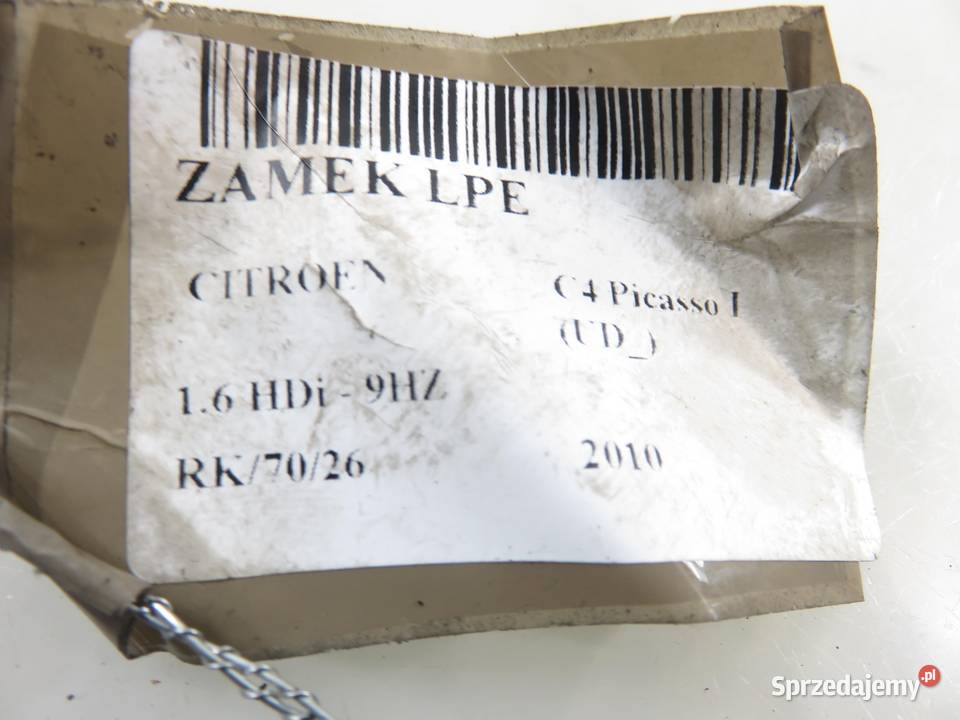 ZAMEK LPE
CITROEN C4 Picasso I
(UD_)
1.6 HDi - 9HZ
RK/70/26 2010
Sprzedajemy.pl